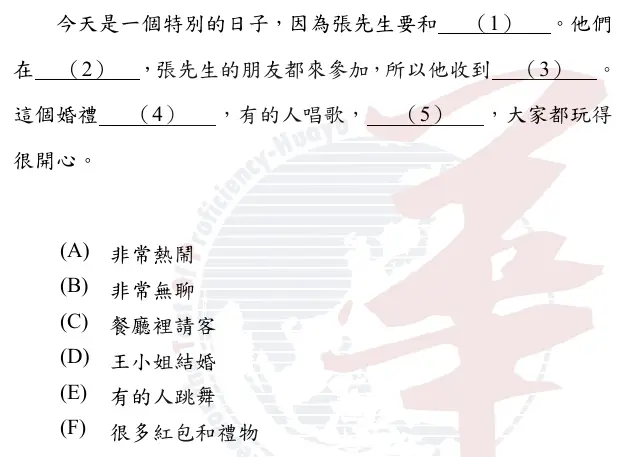 今天是一個特別的日子，因為張先生要和 （1） 。他們
在 （2） ，張先生的朋友都來參加，所以他收到 （3） 。
這個婚禮 （4） ，有的人唱歌， （5） ，大家都玩得
很開心。
(A) 非常熱鬧
(B) 非常無聊
(C) 餐廳裡請客
(D) 王小姐結婚
(E) 有的人跳舞
(F) 很多紅包和禮物